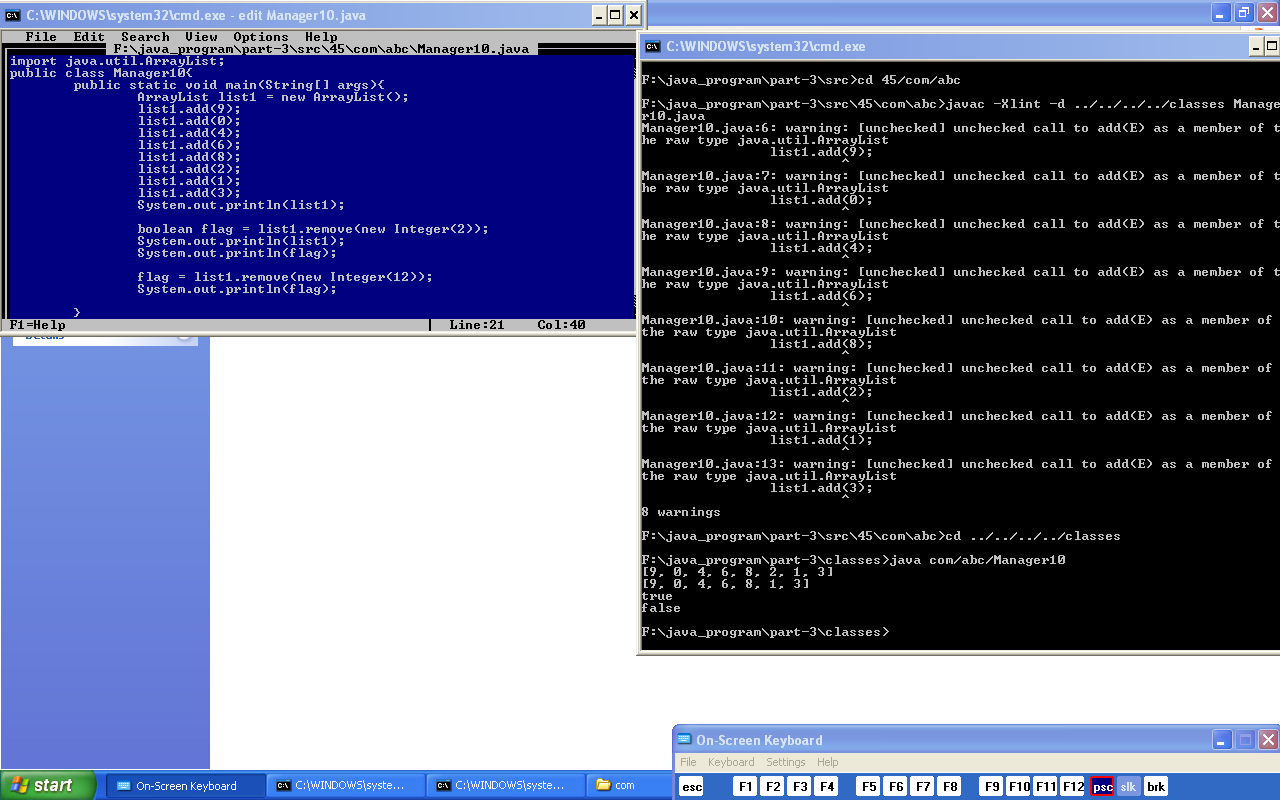 C:\WINDOWS\system32\cmd.exe - edit Manager10.java
File Edit Search View Options Help
F:\java_program\part-3\src\45\com\abc\Manager10.java
import java.util.ArrayList;
public class Manager10{
public static void main(String[] args){
ArrayList list1 = new ArrayList();
list1.add(9);
list1.add(0);
list1.add(4);
list1.add(6);
list1.add(8);
list1.add(2);
list1.add(1);
list1.add(3);
System.out.println(list1);
boolean flag = list1.remove(new Integer(2));
System.out.println(list1);
System.out.println(flag);
flag = list1.remove(new Integer(12));
System.out.println(flag);
}
F1=Help Line:21 Col:40
Details
C:\WINDOWS\system32\cmd.exe
F:\java_program\part-3\src>cd 45/com/abc
F:\java_program\part-3\src\45\com\abc>javac -Xlint -d ../../../../classes Manage
r10.java
Manager10.java:6: warning: [unchecked] unchecked call to add(E) as a member of t
he raw type java.util.ArrayList
list1.add(9);
^
Manager10.java:7: warning: [unchecked] unchecked call to add(E) as a member of t
he raw type java.util.ArrayList
list1.add(0);
^
Manager10.java:8: warning: [unchecked] unchecked call to add(E) as a member of t
he raw type java.util.ArrayList
list1.add(4);
^
Manager10.java:9: warning: [unchecked] unchecked call to add(E) as a member of t
he raw type java.util.ArrayList
list1.add(6);
^
Manager10.java:10: warning: [unchecked] unchecked call to add(E) as a member of
the raw type java.util.ArrayList
list1.add(8);
^
Manager10.java:11: warning: [unchecked] unchecked call to add(E) as a member of
the raw type java.util.ArrayList
list1.add(2);
^
Manager10.java:12: warning: [unchecked] unchecked call to add(E) as a member of
the raw type java.util.ArrayList
list1.add(1);
^
Manager10.java:13: warning: [unchecked] unchecked call to add(E) as a member of
the raw type java.util.ArrayList
list1.add(3);
^
8 warnings
F:\java_program\part-3\src\45\com\abc>cd ../../../../classes
F:\java_program\part-3\classes>java com/abc/Manager10
[9, 0, 4, 6, 8, 2, 1, 3]
[9, 0, 4, 6, 8, 1, 3]
true
false
F:\java_program\part-3\classes>
On-Screen Keyboard
File Keyboard Settings Help
esc F1 F2 F3 F4 F5 F6 F7 F8 F9 F10 F11 F12 psc slk brk
start On-Screen Keyboard C:\WINDOWS\syste... C:\WINDOWS\syste... com